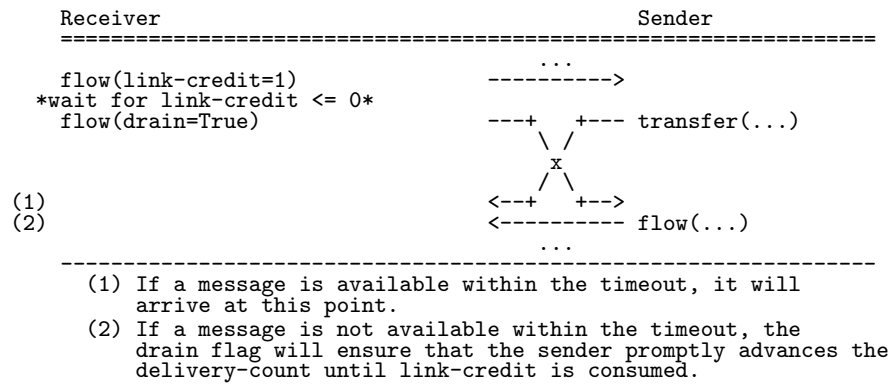 Receiver                                              Sender
=================================================================
                                      ...
flow(link-credit=1)               ---------->
*wait for link-credit <= 0*
flow(drain=True)                  ---+   +--- transfer(...)
                                      \ /
                                       x
                                      / \
(1)                               <--+   +-->
(2)                               <---------- flow(...)
                                      ...
-----------------------------------------------------------------
(1) If a message is available within the timeout, it will
arrive at this point.
(2) If a message is not available within the timeout, the
drain flag will ensure that the sender promptly advances the
delivery-count until link-credit is consumed.